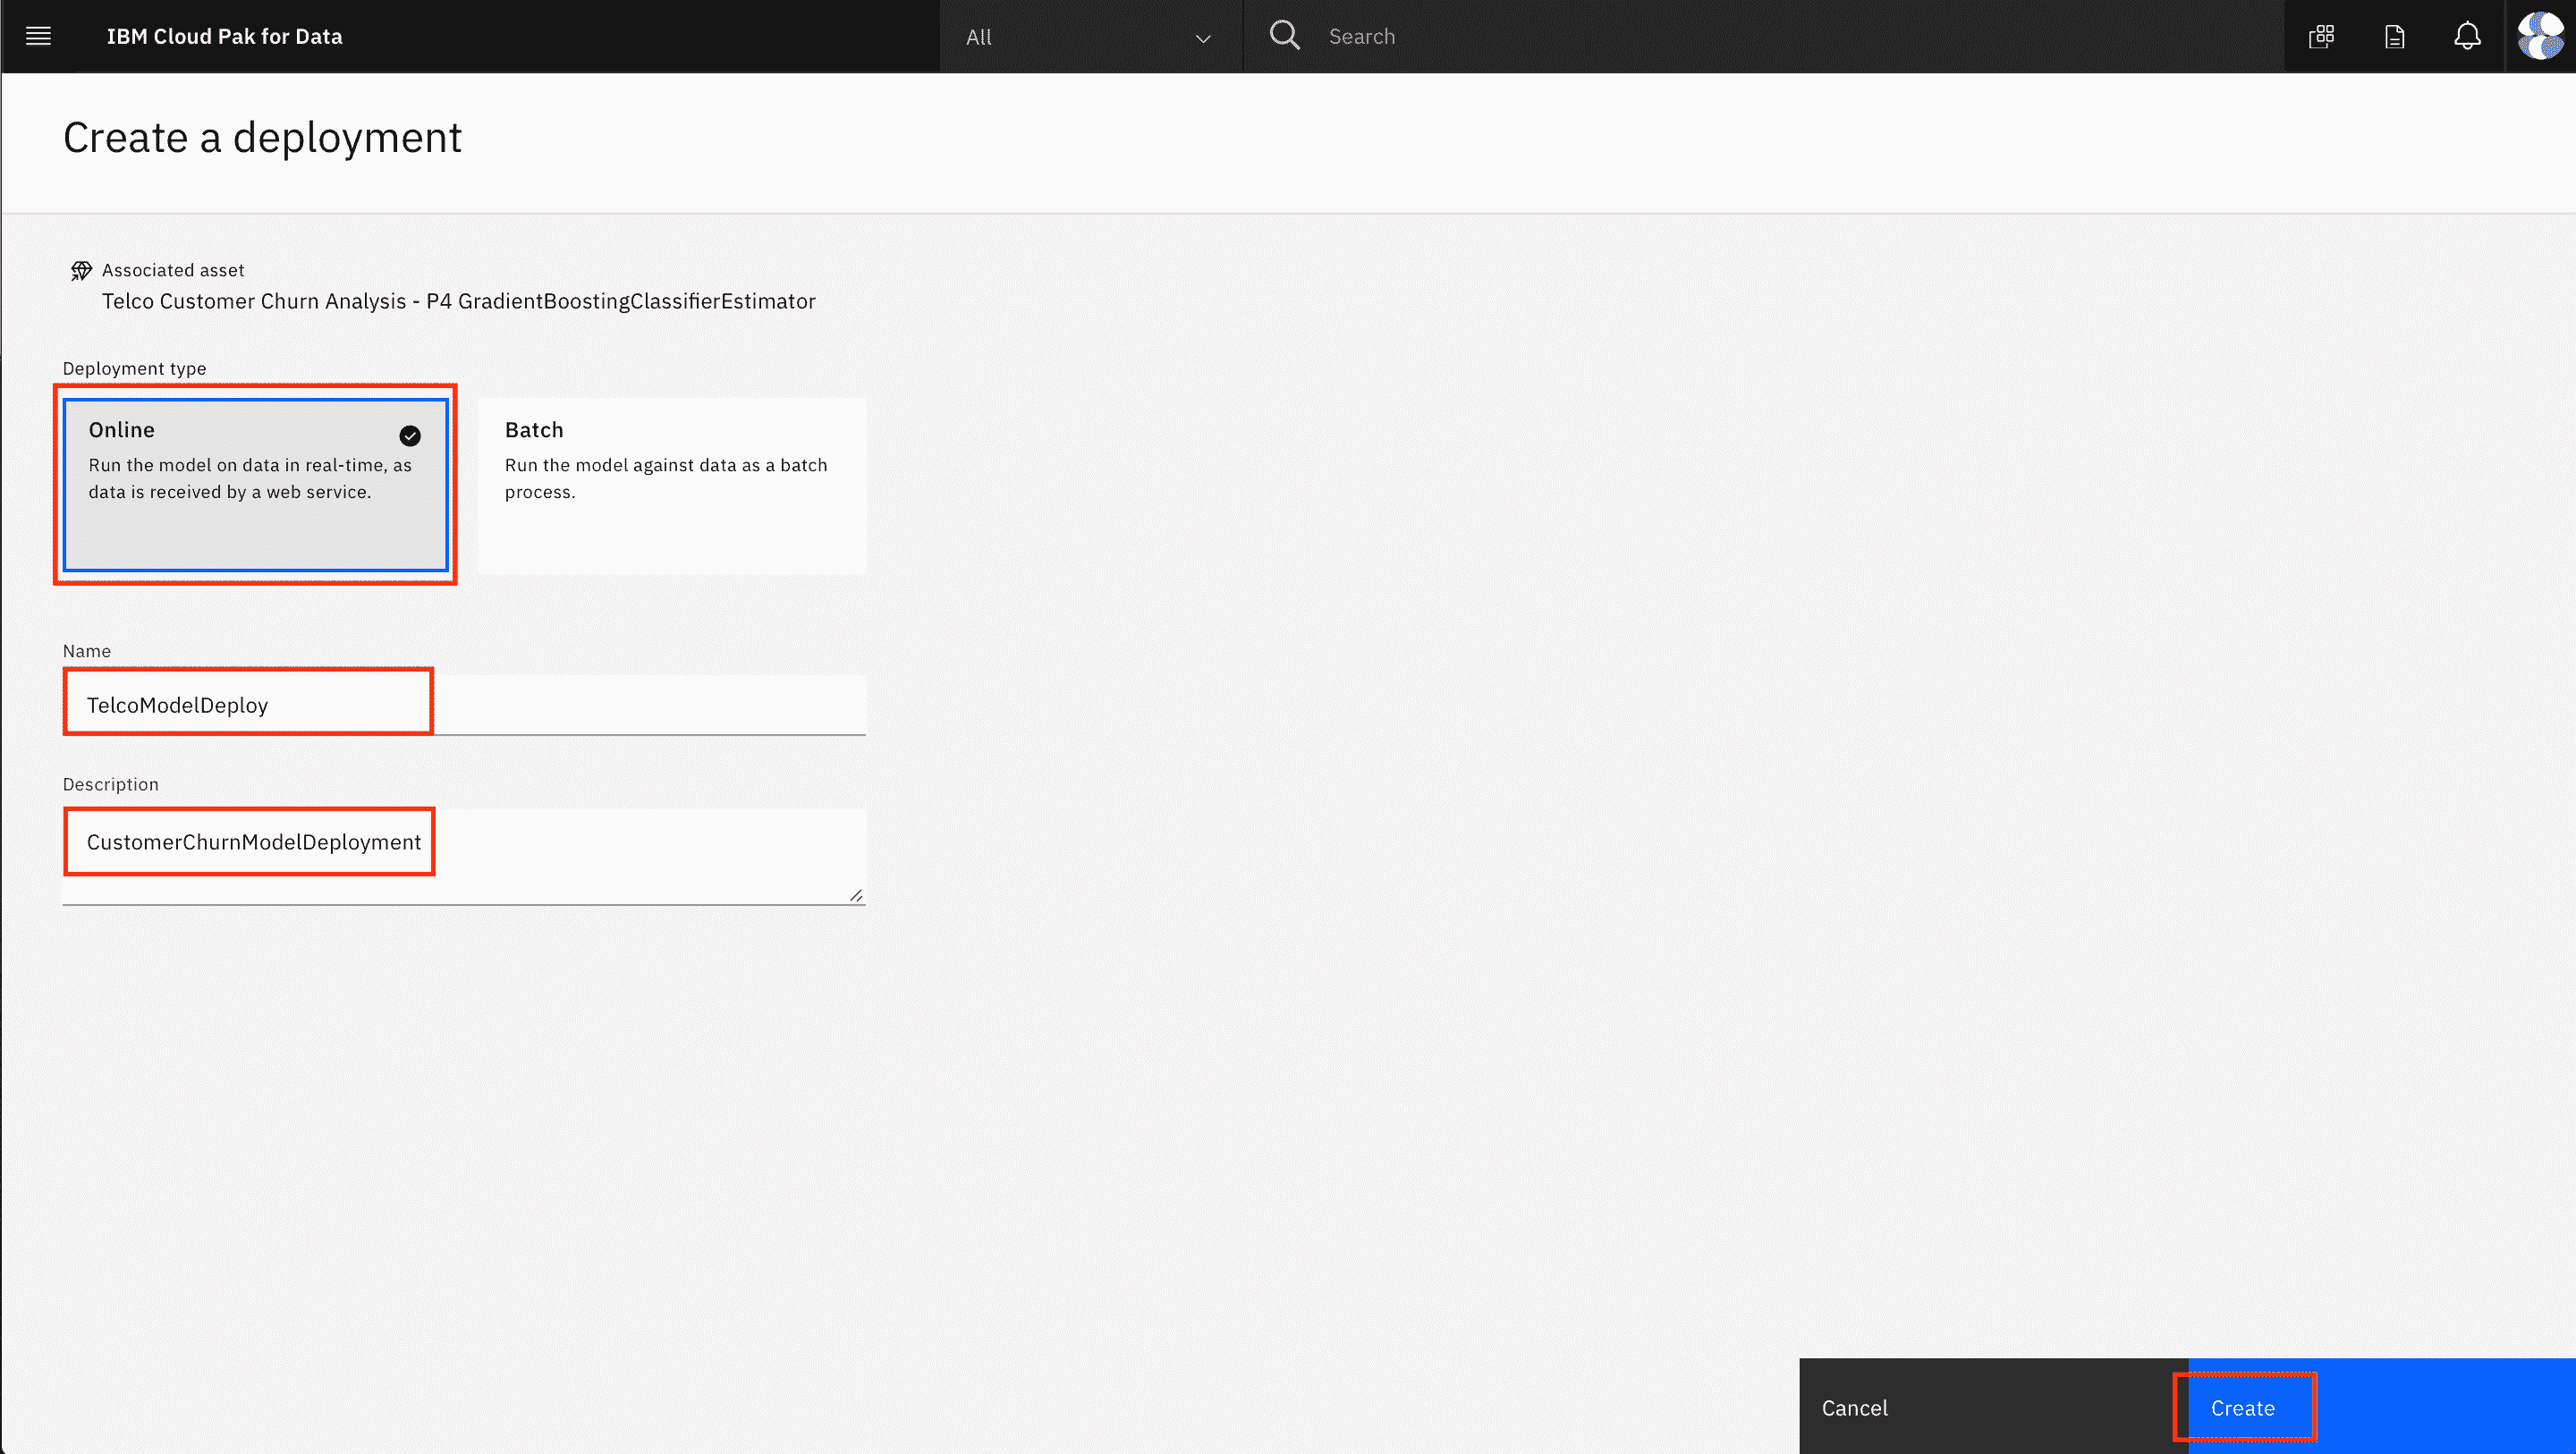 IBM Cloud Pak for Data
All
Search
Create a deployment
Associated asset
Telco Customer Churn Analysis - P4 GradientBoostingClassifierEstimator
Deployment type
Online
Run the model on data in real-time, as
data is received by a web service.
Batch
Run the model against data as a batch
process.
Name
TelcoModelDeploy
Description
CustomerChurnModelDeployment
Cancel
Create